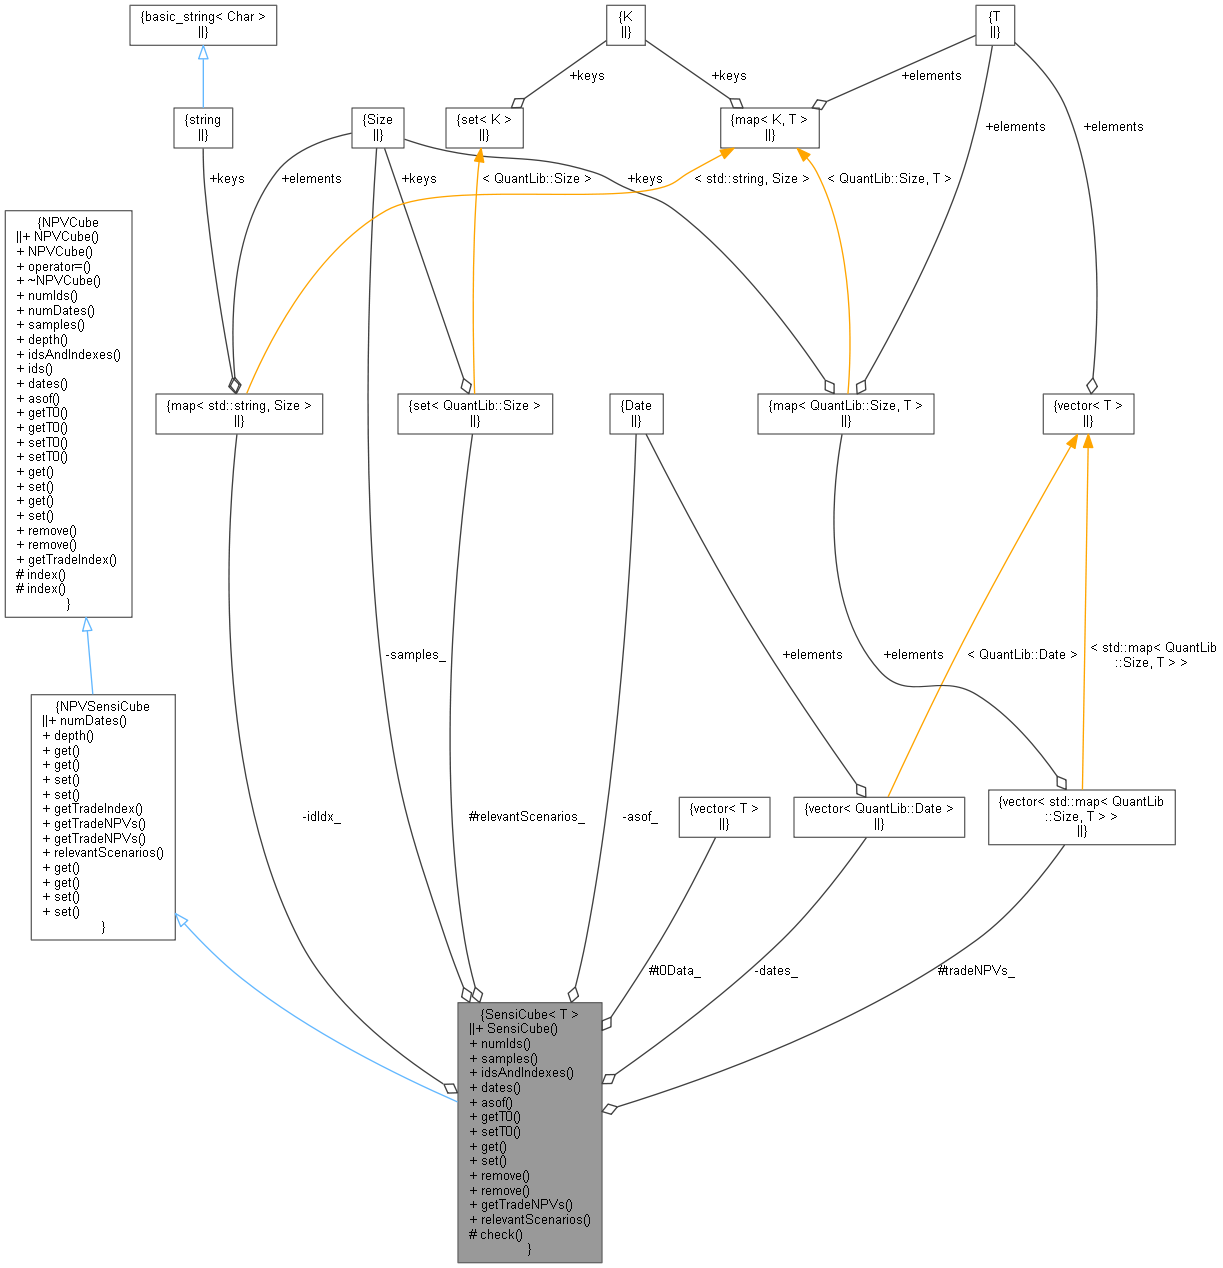 {basic_string< Char >
||}
{K
||}
{T
||}
+keys
+keys
+elements
{string
||}
{Size
||}
{set< K >
||}
{map< K, T >
||}
+elements
+elements
+keys
+elements
+keys
< QuantLib::Size >
+keys
< std::string, Size >
< QuantLib::Size, T >
{NPVCube
||+ NPVCube()
+ NPVCube()
+ operator=()
+ ~NPVCube()
+ numIds()
+ numDates()
+ samples()
+ depth()
+ idsAndIndexes()
+ ids()
+ dates()
+ asof()
+ getT0()
+ getT0()
+ setT0()
+ setT0()
+ get()
+ set()
+ get()
+ set()
+ remove()
+ remove()
+ getTradeIndex()
# index()
# index()
}
{map< std::string, Size >
||}
{set< QuantLib::Size >
||}
{Date
||}
{map< QuantLib::Size, T >
||}
{vector< T >
||}
-samples_
+elements
+elements
< QuantLib::Date >
< std::map< QuantLib
::Size, T > >
{NPVSensiCube
||+ numDates()
+ depth()
+ get()
+ get()
+ set()
+ set()
+ getTradeIndex()
+ getTradeNPVs()
+ getTradeNPVs()
+ relevantScenarios()
+ get()
+ get()
+ set()
+ set()
}
-idIdx_
#relevantScenarios_
-asof_
{vector< T >
||}
{vector< QuantLib::Date >
||}
{vector< std::map< QuantLib
::Size, T > >
||}
#t0Data_
-dates_
#tradeNPVs_
{SensiCube< T >
||+ SensiCube()
+ numIds()
+ samples()
+ idsAndIndexes()
+ dates()
+ asof()
+ getT0()
+ setT0()
+ get()
+ set()
+ remove()
+ remove()
+ getTradeNPVs()
+ relevantScenarios()
# check()
}